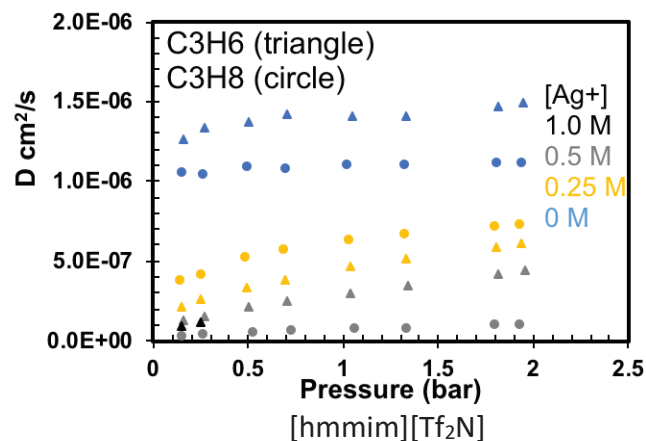 2.0E-06
1.5E-06
1.0E-06
5.0E-07
0.0E+00
D cm²/s
C3H6 (triangle)
C3H8 (circle)
[Ag+]
1.0 M
0.5 M
0.25 M
0 M
0 0.5 1 1.5 2 2.5
Pressure (bar)
[hmmim][Tf₂N]